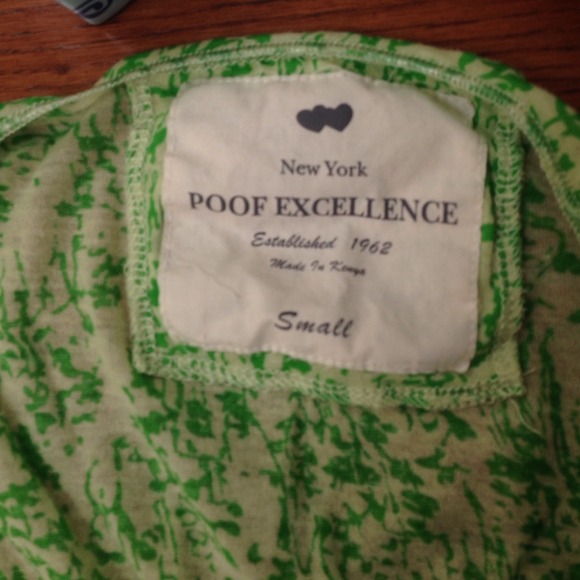 New York
POOF EXCELLENCE
Established 1962
Made In Kenya
Small